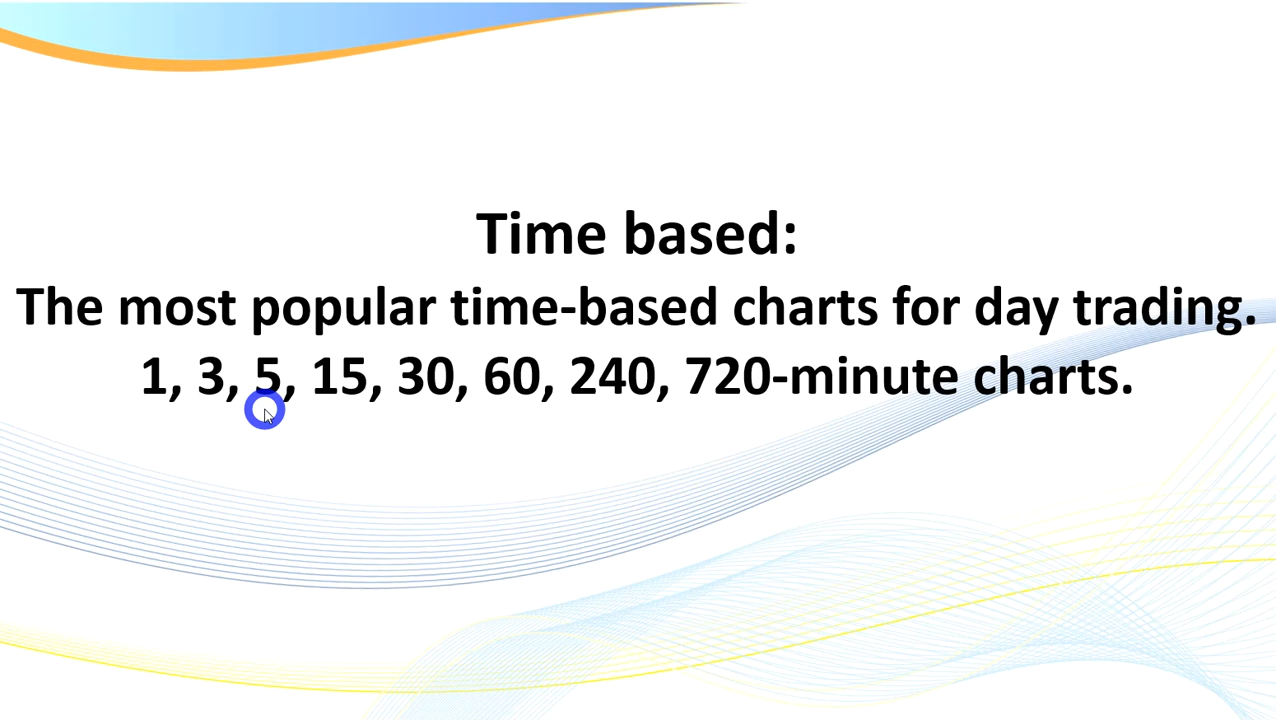 Time based:
The most popular time-based charts for day trading.
1, 3, 5, 15, 30, 60, 240, 720-minute charts.